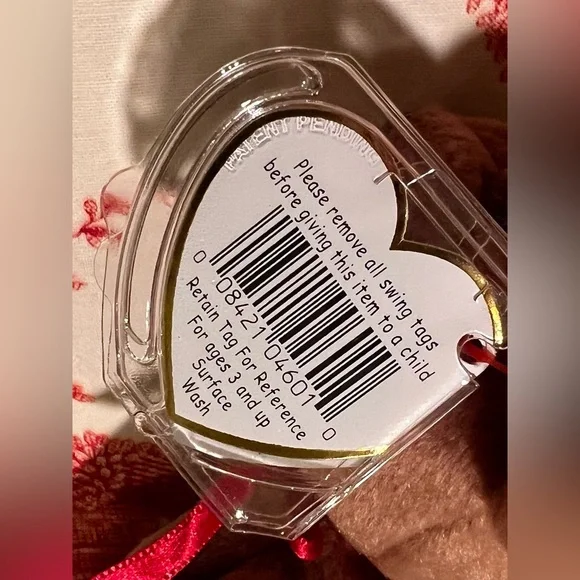 PATENT PENDING
Please remove all swing tags
before giving this item to a child
0 08421 04601 0
Retain Tag For Reference
For ages 3 and up
Surface
Wash